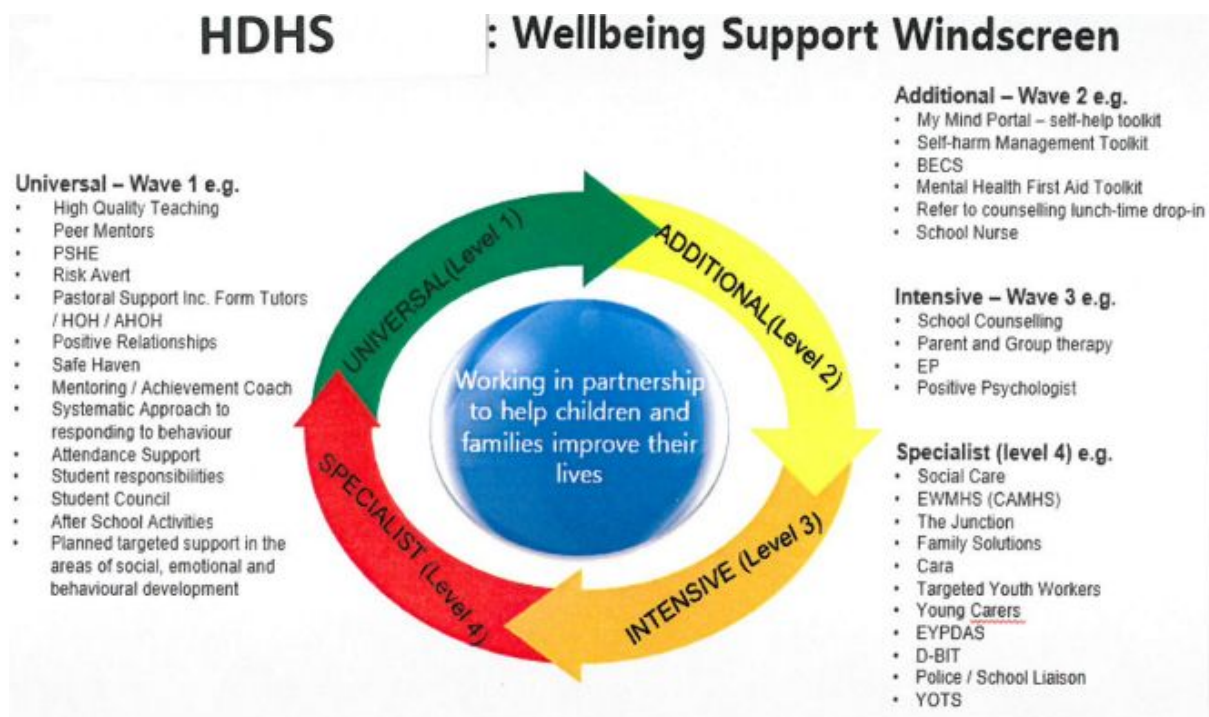 HDHS : Wellbeing Support Windscreen
Universal – Wave 1 e.g.
• High Quality Teaching
• Peer Mentors
• PSHE
• Risk Avert
• Pastoral Support Inc. Form Tutors
/ HOH / AHOH
• Positive Relationships
• Safe Haven
• Mentoring / Achievement Coach
• Systematic Approach to
responding to behaviour
• Attendance Support
• Student responsibilities
• Student Council
• After School Activities
• Planned targeted support in the
areas of social, emotional and
behavioural development
UNIVERSAL(Level 1)
ADDITIONAL(Level 2)
INTENSIVE (Level 3)
SPECIALIST (Level 4)
Working in partnership
to help children and
families improve their
lives
Additional – Wave 2 e.g.
• My Mind Portal – self-help toolkit
• Self-harm Management Toolkit
• BECS
• Mental Health First Aid Toolkit
• Refer to counselling lunch-time drop-in
• School Nurse
Intensive – Wave 3 e.g.
• School Counselling
• Parent and Group therapy
• EP
• Positive Psychologist
Specialist (level 4) e.g.
• Social Care
• EWMHS (CAMHS)
• The Junction
• Family Solutions
• Cara
• Targeted Youth Workers
• Young Carers
• EYPDAS
• D-BIT
• Police / School Liaison
• YOTS